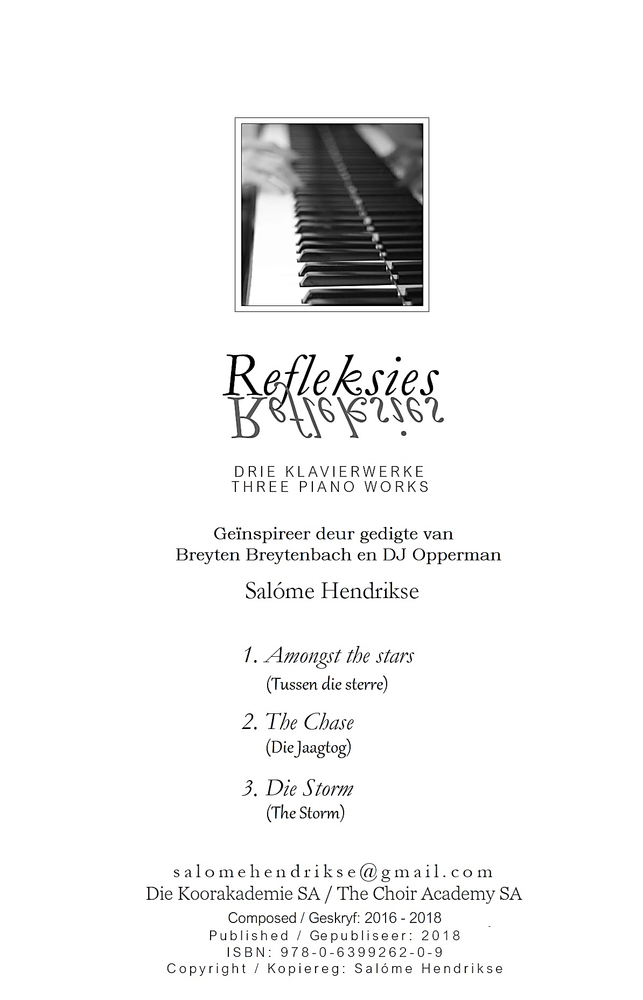 Refleksies
Refleksies
DRIE KLAVIERWERKE
THREE PIANO WORKS
Geïnspireer deur gedigte van
Breyten Breytenbach en DJ Opperman
Salóme Hendrikse
1. Amongst the stars
(Tussen die sterre)
2. The Chase
(Die Jaagtog)
3. Die Storm
(The Storm)
salomehendrikse@gmail.com
Die Koorakademie SA / The Choir Academy SA
Composed / Geskryf: 2016 - 2018
Published / Gepubliseer: 2018
ISBN: 978-0-6399262-0-9
Copyright / Kopiereg: Salóme Hendrikse